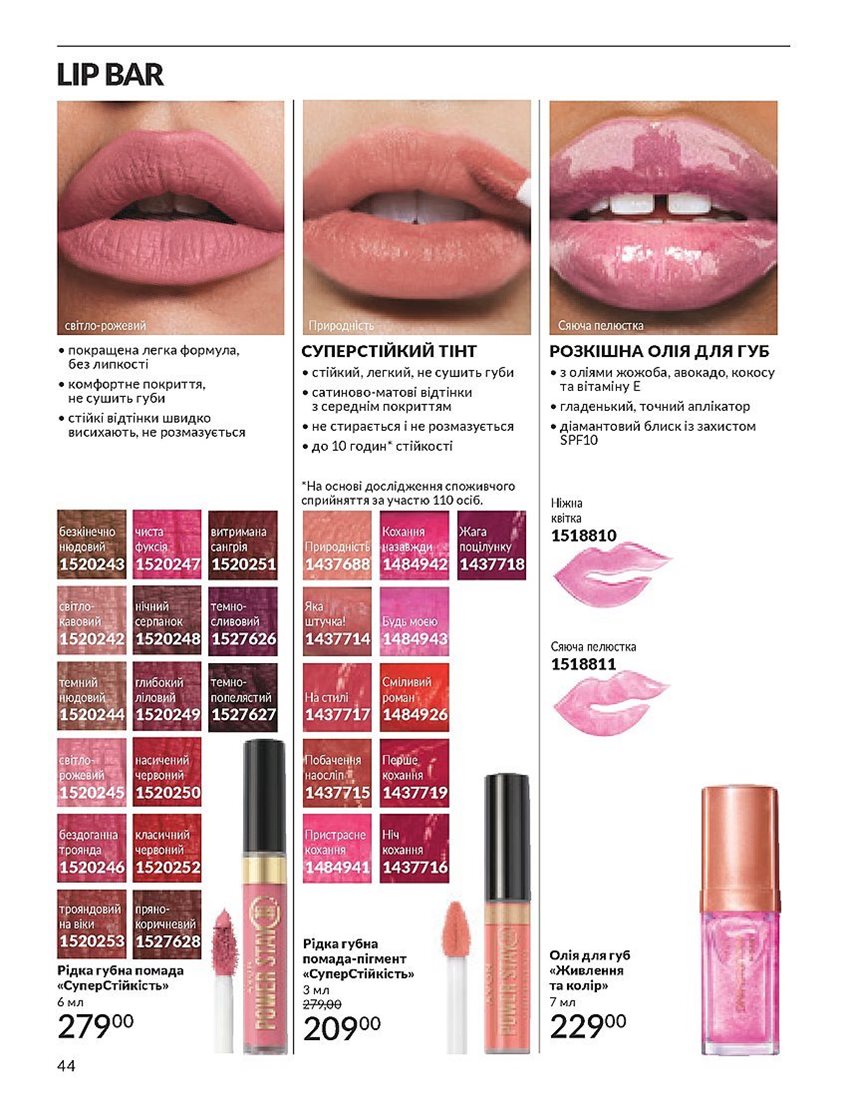 LIP BAR
світло-рожевий
• покращена легка формула,
без липкості
• комфортне покриття,
не сушить губи
• стійкі відтінки швидко
висихають, не розмазується
безкінечно
нюдовий
1520243
чиста
фуксія
1520247
витримана
сангрія
1520251
світло-
кавовий
1520242
нічний
серпанок
1520248
темно-
сливовий
1527626
темний
нюдовий
1520244
глибокий
ліловий
1520249
темно-
попелястий
1527627
світло-
рожевий
1520245
насичений
червоний
1520250
бездоганна
троянда
1520246
класичний
червоний
1520252
трояндовий
на віки
1520253
пряно-
коричневий
1527628
Рідка губна помада
«СуперСтійкість»
6 мл
27900
POWER STAY
Природність
СУПЕРСТІЙКИЙ ТІНТ
• стійкий, легкий, не сушить губи
• сатиново-матові відтінки
з середнім покриттям
• не стирається і не розмазується
• до 10 годин* стійкості
*На основі дослідження споживчого
сприйняття за участю 110 осіб.
Природність
1437688
Кохання
назавжди
1484942
Жага
поцілунку
1437718
Яка
штучка!
1437714
Будь моєю
1484943
На стилі
1437717
Сміливий
роман
1484926
Побачення
наосліп
1437715
Перше
кохання
1437719
Пристрасне
кохання
1484941
Ніч
кохання
1437716
Рідка губна
помада-пігмент
«СуперСтійкість»
3 мл
279,00
20900
POWER STAY
AVON
Сяюча пелюстка
РОЗКІШНА ОЛІЯ ДЛЯ ГУБ
• з оліями жожоба, авокадо, кокосу
та вітаміну Е
• гладенький, точний аплікатор
• діамантовий блиск із захистом
SPF10
Ніжна
квітка
1518810
Сяюча пелюстка
1518811
Олія для губ
«Живлення
та колір»
7 мл
22900
44